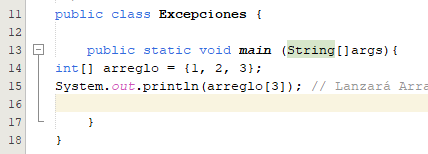 11 public class Excepciones {
12
13 public static void main (String[]args){
14 int[] arreglo = {1, 2, 3};
15 System.out.println(arreglo[3]); // Lanzará Arra
16
17 }
18 }